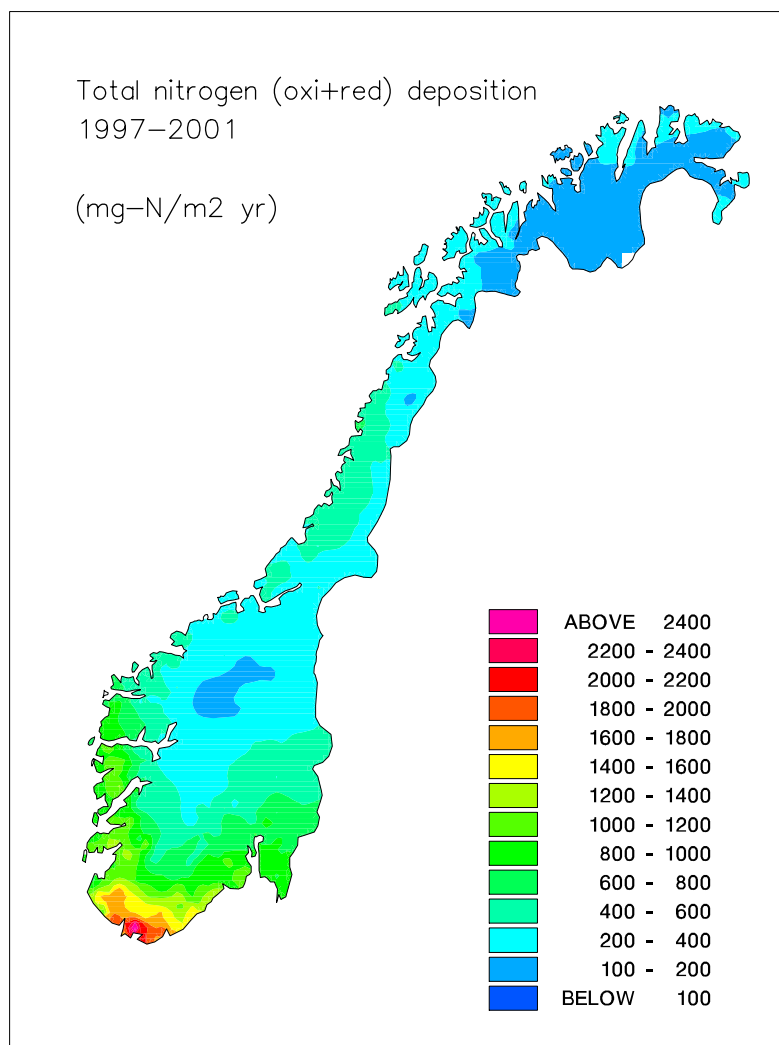 Total nitrogen (oxi+red) deposition
1997–2001
(mg–N/m2 yr)
ABOVE 2400
2200 - 2400
2000 - 2200
1800 - 2000
1600 - 1800
1400 - 1600
1200 - 1400
1000 - 1200
800 - 1000
600 - 800
400 - 600
200 - 400
100 - 200
BELOW 100